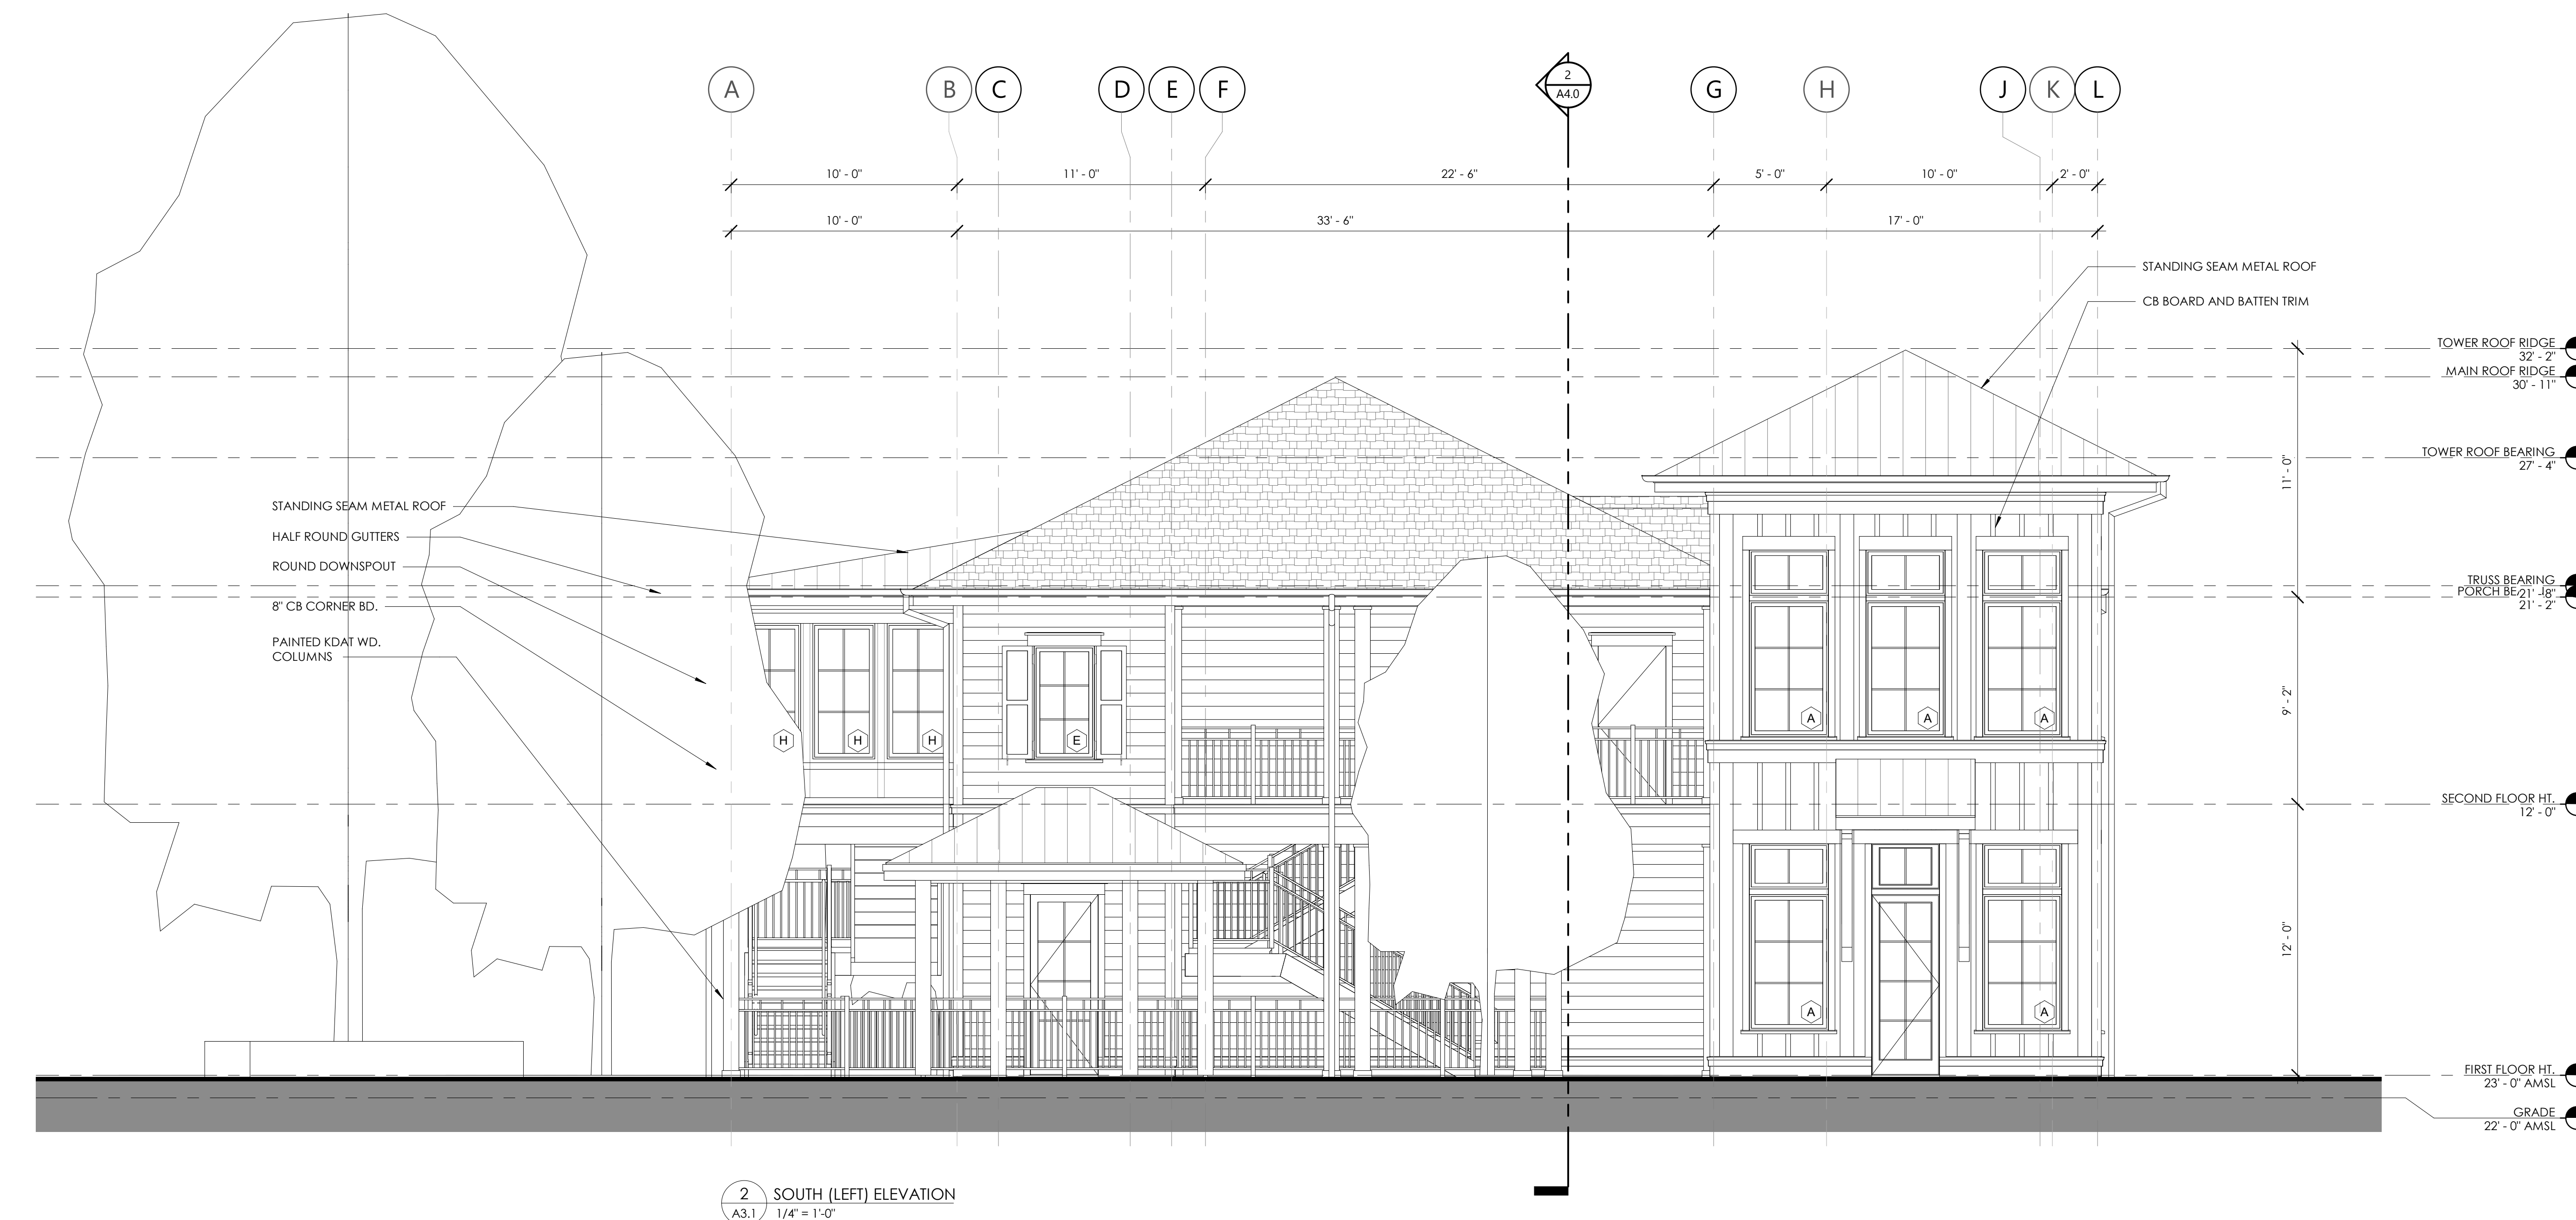 A
B
C
D
E
F
2
A4.0
G
H
J
K
L
10' - 0"
11' - 0"
22' - 6"
5' - 0"
10' - 0"
2' - 0"
10' - 0"
33' - 6"
17' - 0"
STANDING SEAM METAL ROOF
CB BOARD AND BATTEN TRIM
TOWER ROOF RIDGE
32' - 2"
MAIN ROOF RIDGE
30' - 11"
TOWER ROOF BEARING
27' - 4"
11' - 0"
STANDING SEAM METAL ROOF
HALF ROUND GUTTERS
ROUND DOWNSPOUT
8" CB CORNER BD.
PAINTED KDAT WD.
COLUMNS
TRUSS BEARING
21' - 8"
21' - 2"
9' - 2"
H
H
H
E
A
A
A
SECOND FLOOR HT.
12' - 0"
12' - 0"
A
A
FIRST FLOOR HT.
23' - 0" AMSL
GRADE
22' - 0" AMSL
2
SOUTH (LEFT) ELEVATION
A3.1
1/4" = 1'-0"